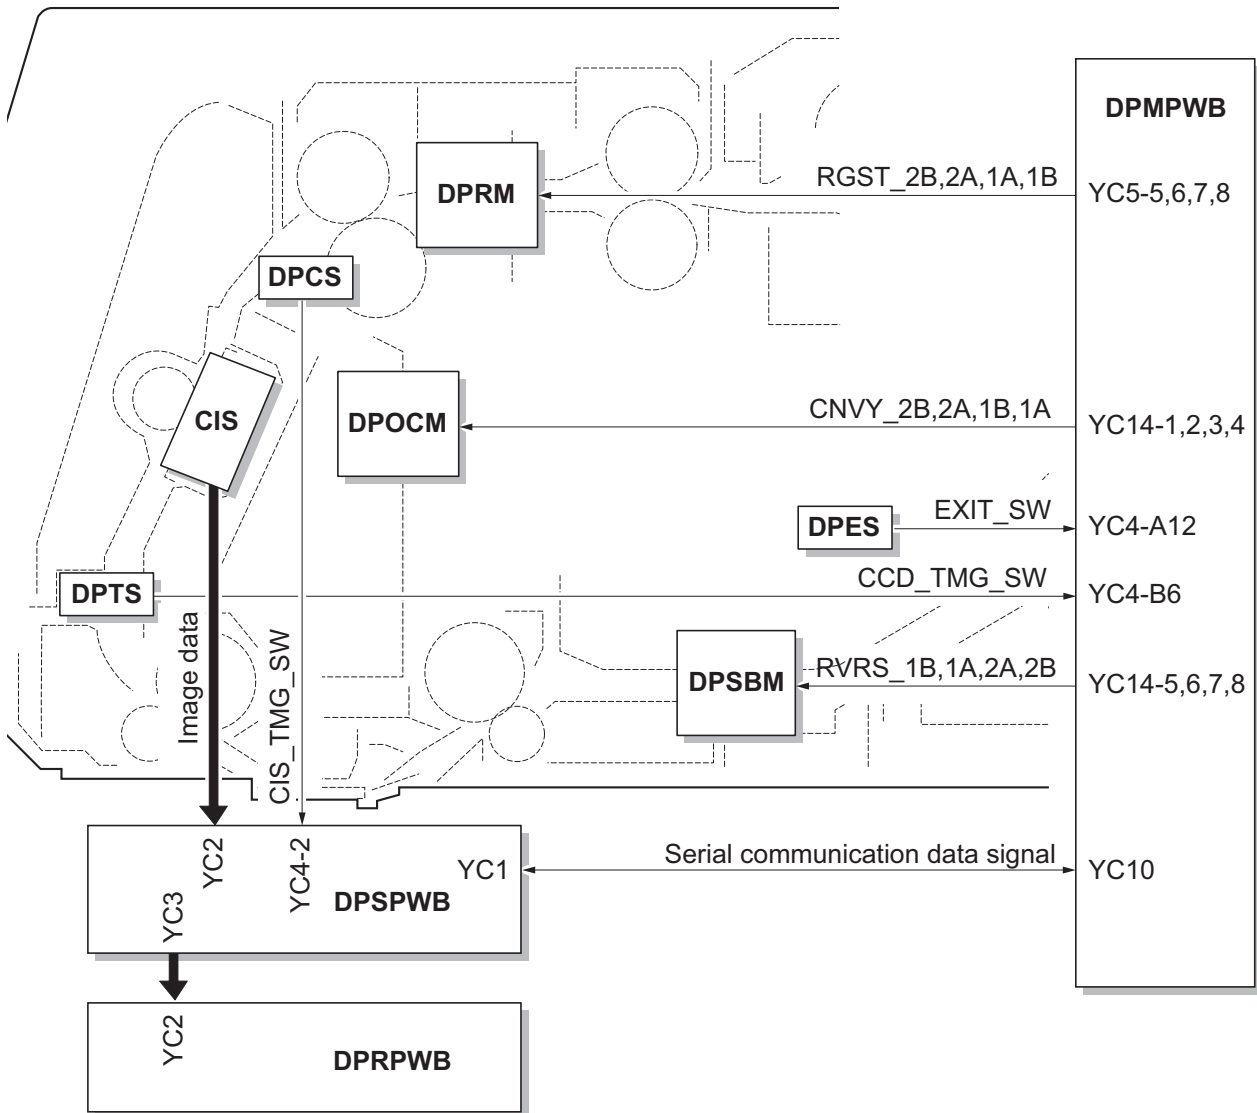 DPMPWB
RGST_2B,2A,1A,1B
YC5-5,6,7,8
DPRM
DPCS
CNVY_2B,2A,1B,1A
YC14-1,2,3,4
CIS
DPOCM
EXIT_SW
YC4-A12
DPES
CCD_TMG_SW
YC4-B6
DPTS
RVRS_1B,1A,2A,2B
YC14-5,6,7,8
DPSBM
Image data
CIS_TMG_SW
Serial communication data signal
YC10
YC2
YC4-2
YC1
YC3
DPSPWB
YC2
DPRPWB